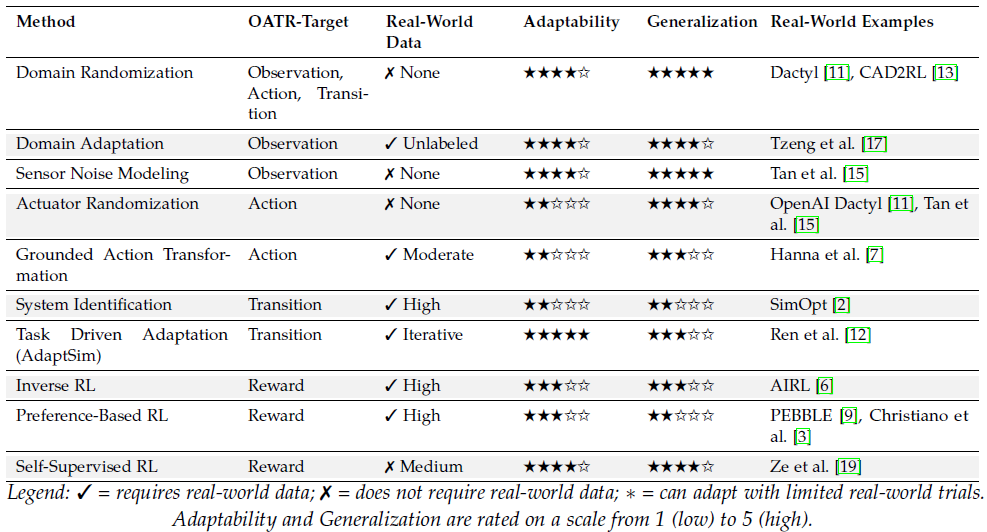 Method OATR-Target Real-World Data Adaptability Generalization Real-World Examples
Domain Randomization Observation, Action, Transi-tion ✗ None ★★★★☆ ★★★★★ Dactyl [11], CAD2RL [13]
Domain Adaptation Observation ✓ Unlabeled ★★★★☆ ★★★★☆ Tzeng et al. [17]
Sensor Noise Modeling Observation ✗ None ★★★★☆ ★★★★★ Tan et al. [15]
Actuator Randomization Action ✗ None ★★☆☆☆ ★★★★☆ OpenAI Dactyl [11], Tan et al. [15]
Grounded Action Transfor-mation Action ✓ Moderate ★★☆☆☆ ★★★☆☆ Hanna et al. [7]
System Identification Transition ✓ High ★★☆☆☆ ★★☆☆☆ SimOpt [2]
Task Driven Adaptation (AdaptSim) Transition ✓ Iterative ★★★★★ ★★★☆☆ Ren et al. [12]
Inverse RL Reward ✓ High ★★★☆☆ ★★★☆☆ AIRL [6]
Preference-Based RL Reward ✓ High ★★★☆☆ ★★☆☆☆ PEBBLE [9], Christiano et al. [3]
Self-Supervised RL Reward ✗ Medium ★★★★☆ ★★★★☆ Ze et al. [19]
Legend: ✓ = requires real-world data; ✗ = does not require real-world data; * = can adapt with limited real-world trials.
Adaptability and Generalization are rated on a scale from 1 (low) to 5 (high).